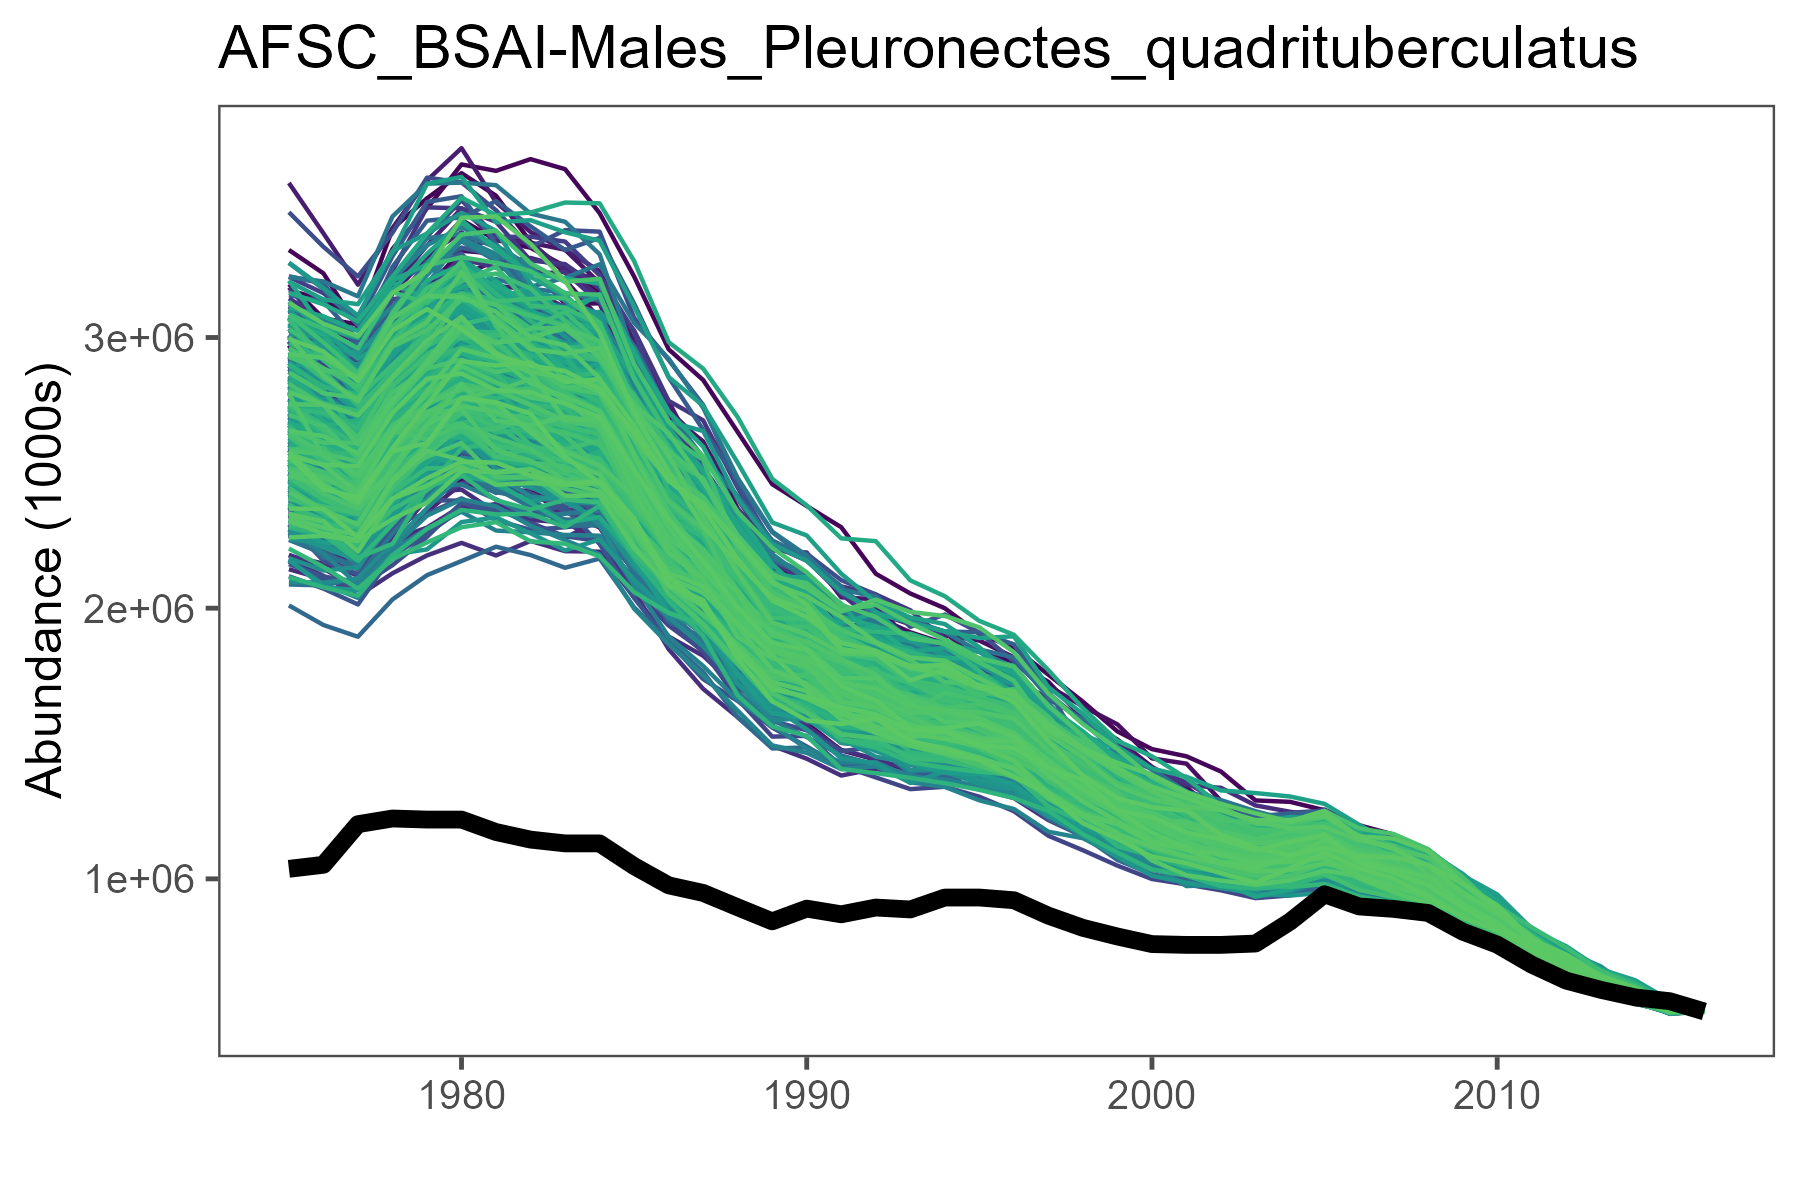 AFSC_BSAI-Males_Pleuronectes_quadrituberculatus
Abundance (1000s)
3e+06
2e+06
1e+06
1980 1990 2000 2010